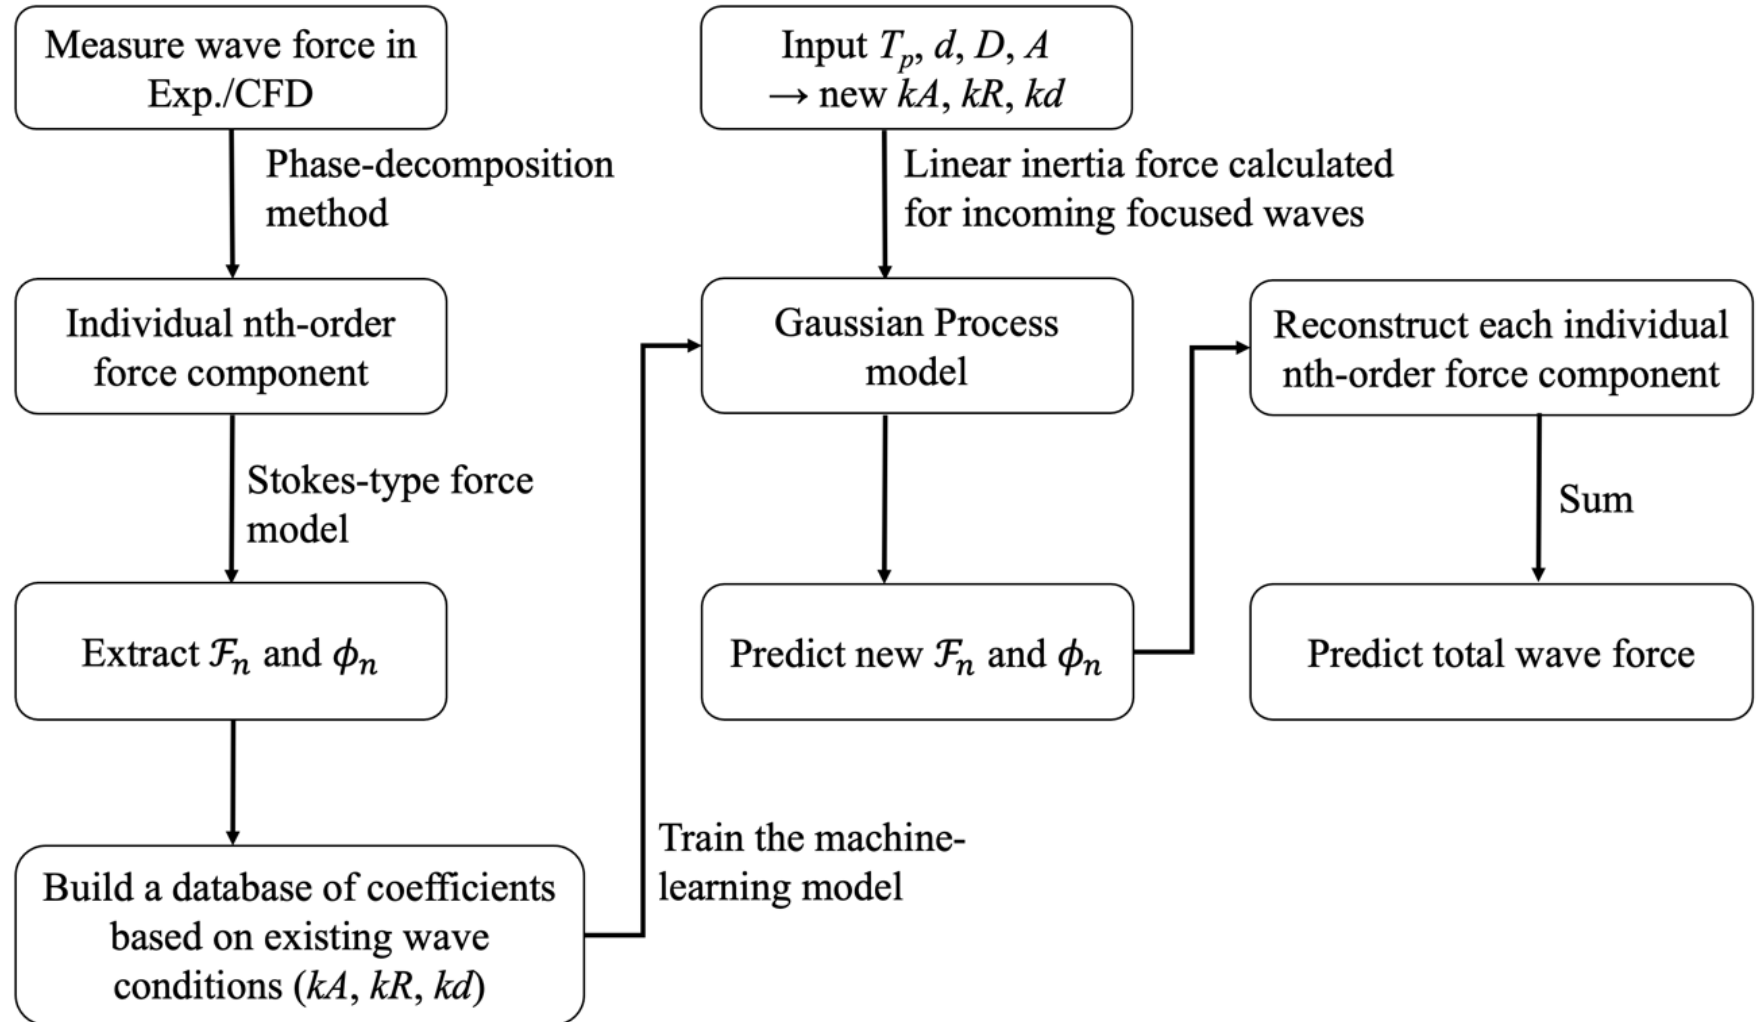 Measure wave force in
Exp./CFD
Phase-decomposition
method
Individual nth-order
force component
Stokes-type force
model
Extract ℱₙ and ϕₙ
Build a database of coefficients
based on existing wave
conditions (kA, kR, kd)
Train the machine-
learning model
Input Tₚ, d, D, A
→ new kA, kR, kd
Linear inertia force calculated
for incoming focused waves
Gaussian Process
model
Predict new ℱₙ and ϕₙ
Reconstruct each individual
nth-order force component
Sum
Predict total wave force